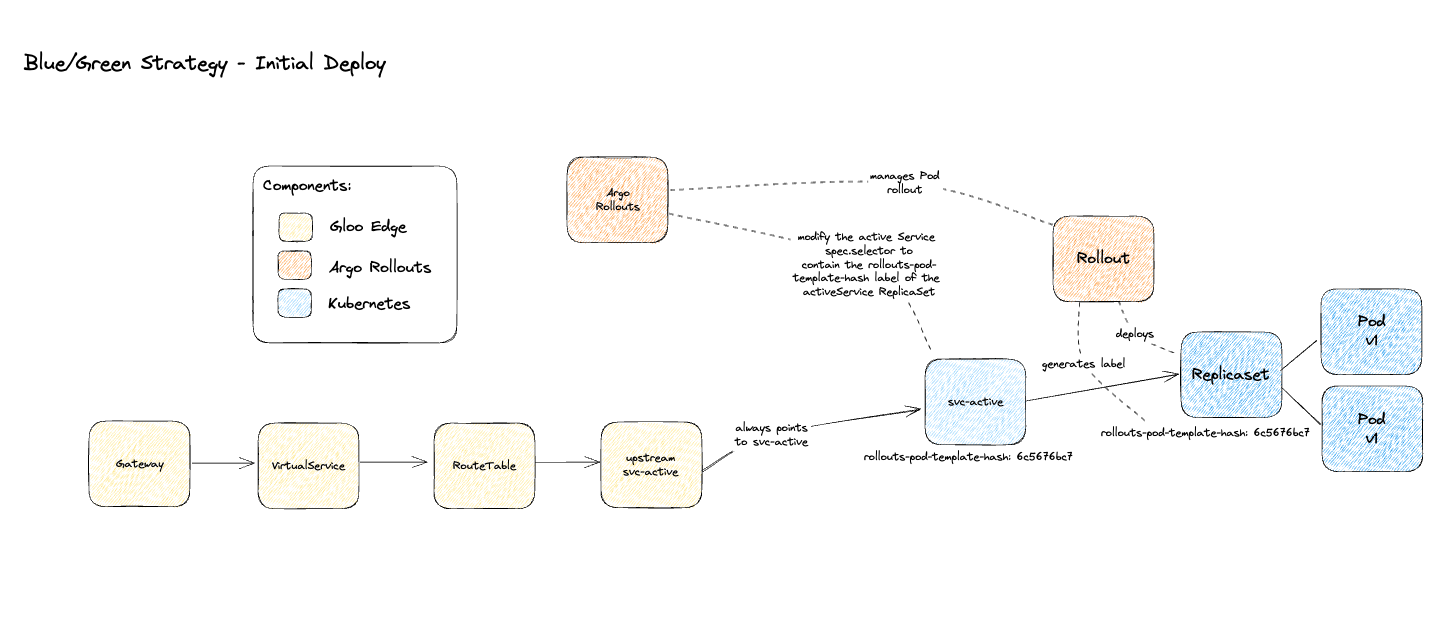 Blue/Green Strategy - Initial Deploy
Components:
Gloo Edge
Argo Rollouts
Kubernetes
Argo
Rollouts
manages Pod
rollout
modify the active Service
spec.selector to
contain the rollouts-pod-
template-hash label of the
activeService ReplicaSet
Rollout
deploys
generates label
Pod
v1
Replicaset
Pod
v1
rollouts-pod-template-hash: 6c5676bc7
svc-active
rollouts-pod-template-hash: 6c5676bc7
always points
to svc-active
Gateway
VirtualService
RouteTable
upstream
svc-active